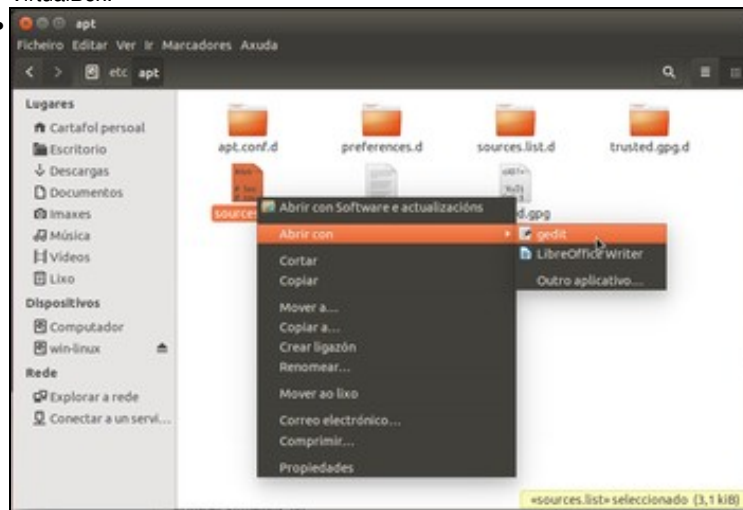 apt
Ficheiro Editar Ver Ir Marcadores Axuda
etc apt
Lugares
Cartafol persoal
Escritorio
Descargas
Documentos
Imaxes
Música
Vídeos
Lixo
Dispositivos
Computador
win-linux
Rede
Explorar a rede
Conectar a un servi...
apt.conf.d
preferences.d
sources.list.d
trusted.gpg.d
sources
d.gpg
Abrir con Software e actualizacións
Abrir con
Cortar
Copiar
Mover a...
Copiar a...
Crear ligazón
Renomear...
Mover ao lixo
Correo electrónico...
Comprimir...
Propiedades
gedit
LibreOffice Writer
Outro aplicativo...
«sources.list» seleccionado (3,1 kiB)